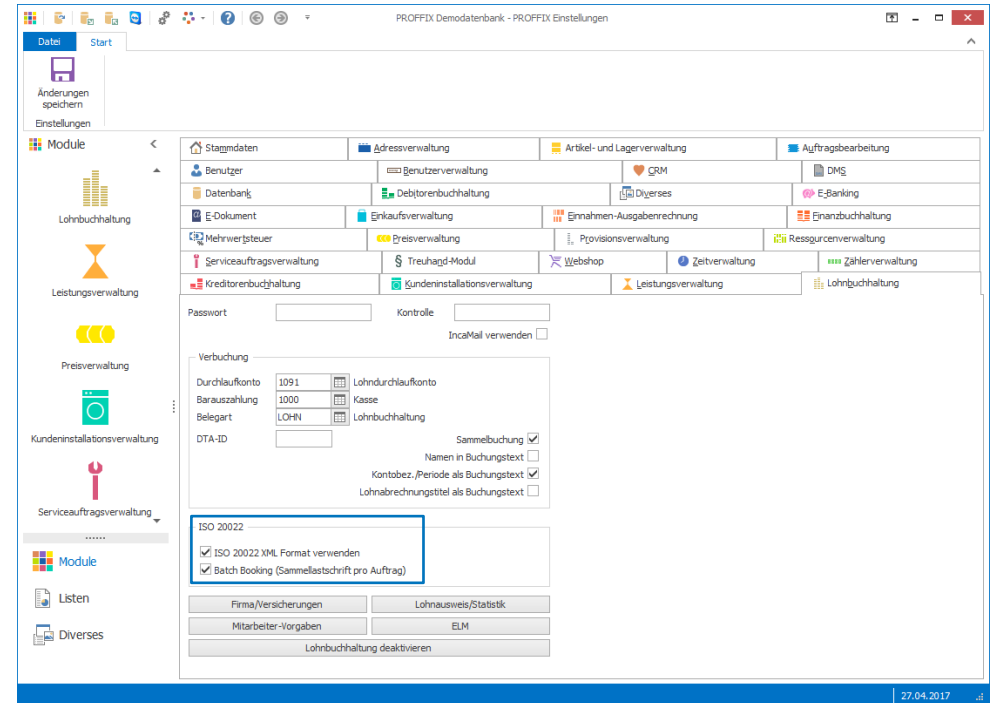 PROFFIX Demodatenbank - PROFFIX Einstellungen
Datei Start
Änderungen
speichern
Einstellungen
Module
Lohnbuchhaltung
Leistungsverwaltung
Preisverwaltung
Kundeninstallationsverwaltung
Serviceauftragsverwaltung
Module
Listen
Diverses
Stammdaten Adressverwaltung Artikel- und Lagerverwaltung Auftragsbearbeitung
Benutzer Benutzerverwaltung CRM DMS
Datenbank Debitorenbuchhaltung Diverses E-Banking
E-Dokument Einkaufsverwaltung Einnahmen-Ausgabenrechnung Finanzbuchhaltung
Mehrwertsteuer Preisverwaltung Provisionsverwaltung Ressourcenverwaltung
Serviceauftragsverwaltung § Treuhand-Modul Webshop Zeitverwaltung Zählerverwaltung
Kreditorenbuchhaltung Kundeninstallationsverwaltung Leistungsverwaltung Lohnbuchhaltung
Passwort Kontrolle
IncaMail verwenden
Verbuchung
Durchlaufkonto 1091 Lohndurchlaufkonto
Barauszahlung 1000 Kasse
Belegart LOHN Lohnbuchhaltung
DTA-ID Sammelbuchung
Namen in Buchungstext
Kontobez./Periode als Buchungstext
Lohnabrechnungstitel als Buchungstext
ISO 20022
ISO 20022 XML Format verwenden
Batch Booking (Sammellastschrift pro Auftrag)
Firma/Versicherungen Lohnausweis/Statistik
Mitarbeiter-Vorgaben ELM
Lohnbuchhaltung deaktivieren
27.04.2017